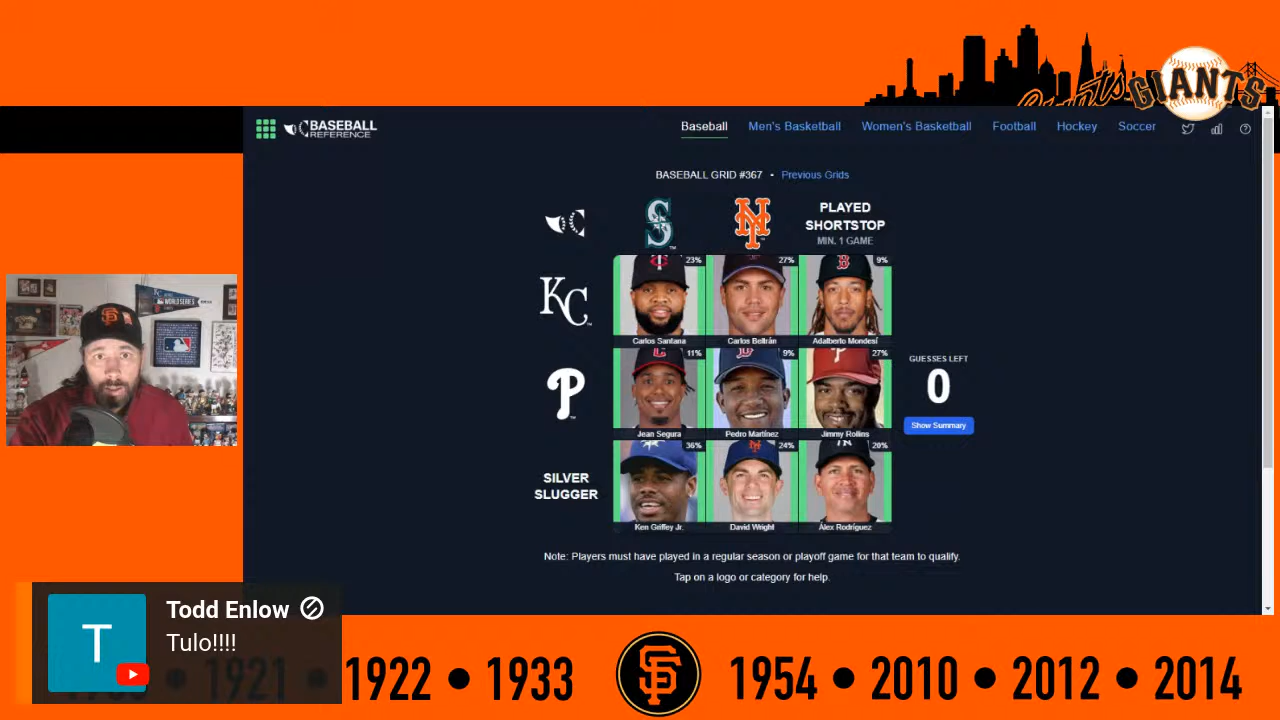 GIANTS
BASEBALL
REFERENCE
Baseball
Men's Basketball
Women's Basketball
Football
Hockey
Soccer
BASEBALL GRID #367 • Previous Grids
PLAYED
SHORTSTOP
MIN. 1 GAME
23%
27%
9%
Carlos Santana
Carlos Beltrán
Adalberto Mondesí
11%
9%
27%
Jean Segura
Pedro Martínez
Jimmy Rollins
GUESSES LEFT
0
Show Summary
SILVER
SLUGGER
36%
24%
20%
Ken Griffey Jr.
David Wright
Álex Rodríguez
Note: Players must have played in a regular season or playoff game for that team to qualify.
Tap on a logo or category for help.
Todd Enlow
Tulo!!!!
T
1921 • 1922 • 1933 SF 1954 • 2010 • 2012 • 2014